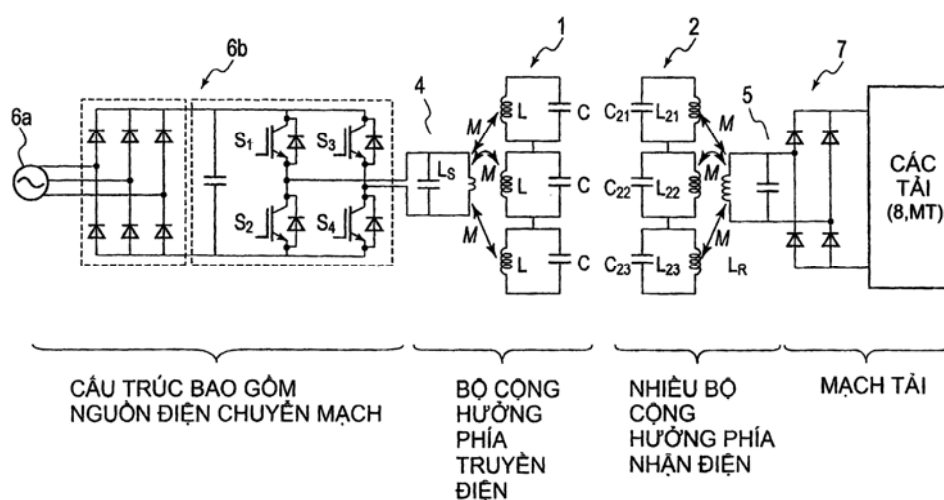 6b
1
2
7
6a
4
5
S1
S3
S2
S4
LS
M
M
M
L
C
L
C
L
C
C21
L21
C22
L22
C23
L23
M
M
M
LR
CÁC
TẢI
(8,MT)
CẤU TRÚC BAO GỒM
NGUỒN ĐIỆN CHUYỂN MẠCH
BỘ CỘNG
HƯỞNG
PHÍA
TRUYỀN
ĐIỆN
NHIỀU BỘ
CỘNG
HƯỞNG PHÍA
NHẬN ĐIỆN
MẠCH TẢI